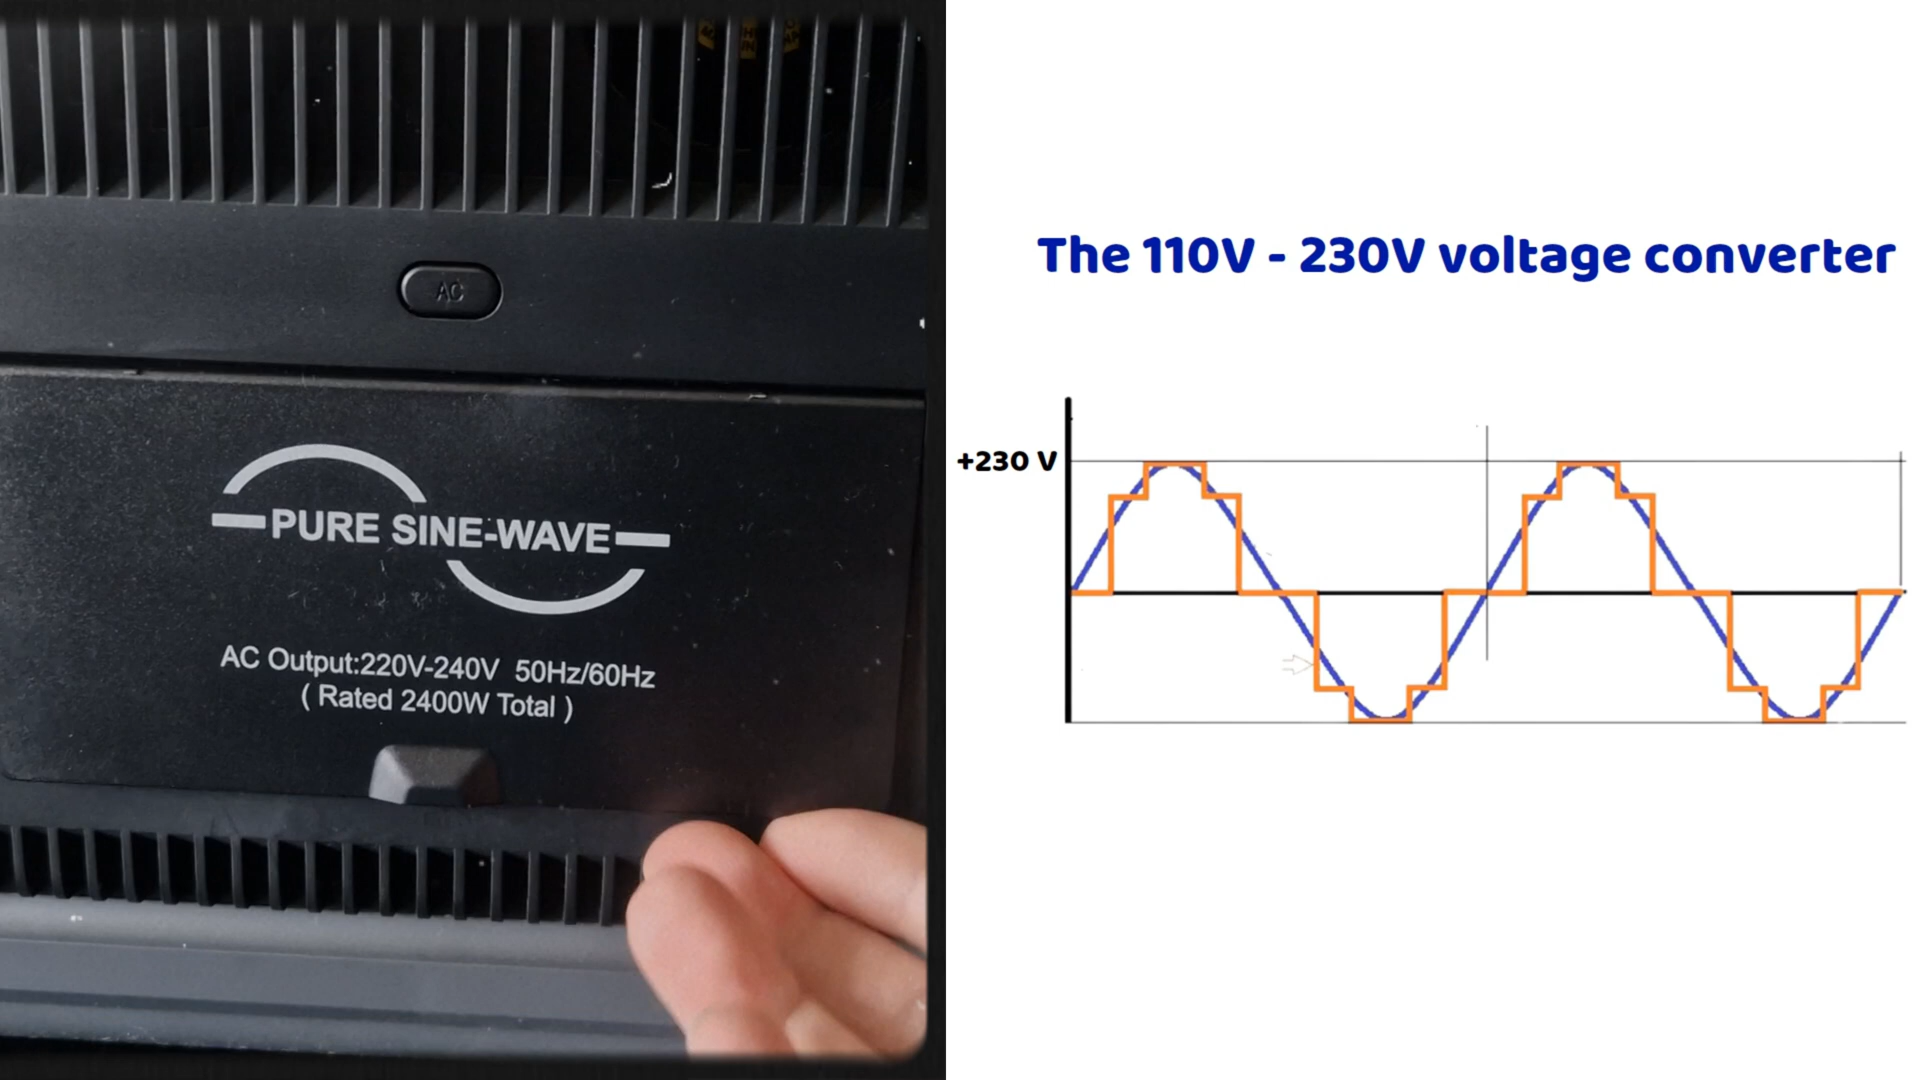 AC
PURE SINE-WAVE
AC Output:220V-240V 50Hz/60Hz
( Rated 2400W Total )
The 110V - 230V voltage converter
+230 V